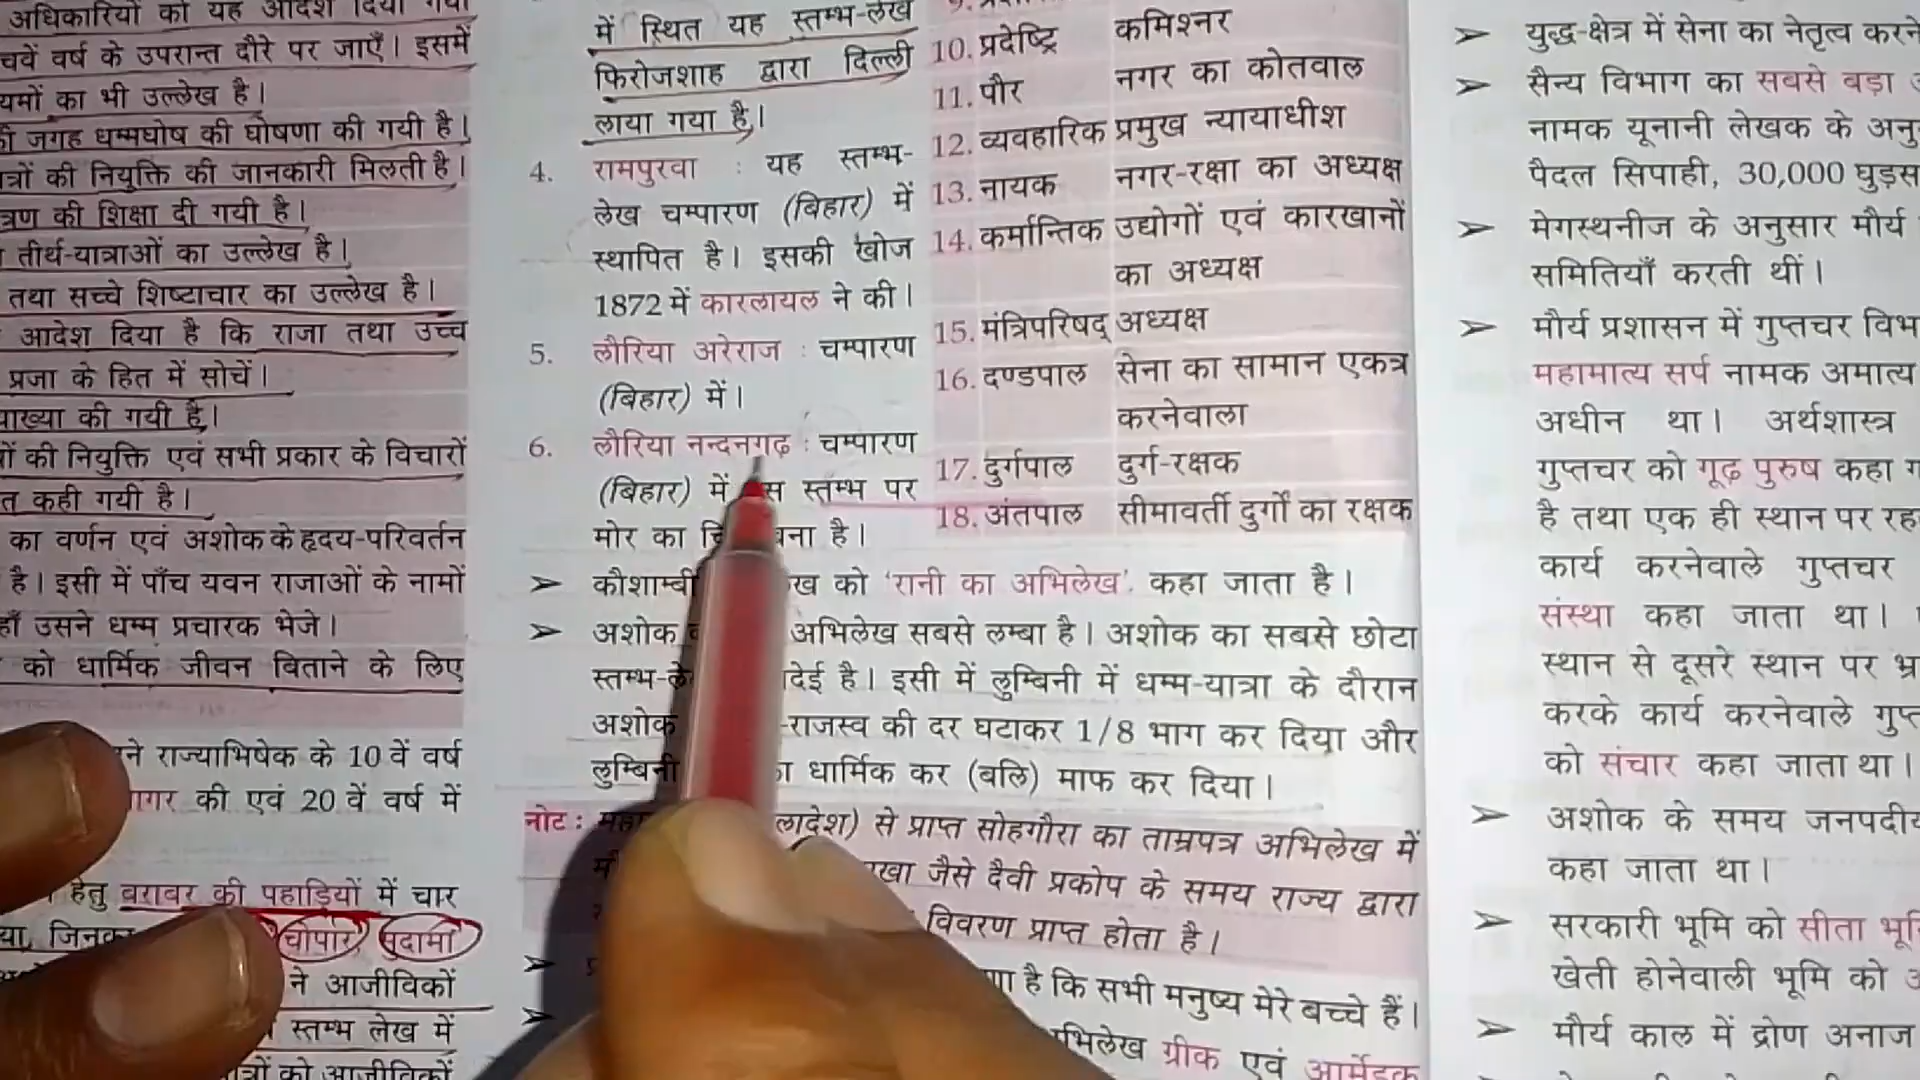 अधिकारियों को यह आदेश दिया गया
वर्ष के उपरान्त दौरे पर जाएँ। इसमें
का भी उल्लेख है।
जगह धम्मघोष की घोषणा की गयी है।
की नियुक्ति की जानकारी मिलती है।
की शिक्षा दी गयी है।
तीर्थ-यात्राओं का उल्लेख है।
तथा सच्चे शिष्टाचार का उल्लेख है।
आदेश दिया है कि राजा तथा उच्च
प्रजा के हित में सोचें।
की गयी है।
की नियुक्ति एवं सभी प्रकार के विचारों
कही गयी है।
का वर्णन एवं अशोक के हृदय-परिवर्तन
है। इसी में पाँच यवन राजाओं के नामों
उसने धम्म प्रचारक भेजे।
को धार्मिक जीवन बिताने के लिए
ने राज्याभिषेक के 10 वें वर्ष
की एवं 20 वें वर्ष में
हेतु बराबर की पहाड़ियों में चार
जिनका चोपार सुदामा
ने आजीविकों
स्तम्भ लेख में
को आजीविकों
में स्थित यह स्तम्भ-लेख
फिरोजशाह द्वारा दिल्ली
लाया गया है।
4. रामपुरवा : यह स्तम्भ-
लेख चम्पारण (बिहार) में
स्थापित है। इसकी खोज
1872 में कारलायल ने की।
5. लौरिया अरेराज : चम्पारण
(बिहार) में।
6. लौरिया नन्दनगढ़ : चम्पारण
(बिहार) में स्तम्भ पर
मोर का बना है।
10. प्रदेष्ट्रि कमिश्नर
11. पौर नगर का कोतवाल
12. व्यवहारिक प्रमुख न्यायाधीश
13. नायक नगर-रक्षा का अध्यक्ष
14. कर्मान्तिक उद्योगों एवं कारखानों
का अध्यक्ष
15. मंत्रिपरिषद् अध्यक्ष
16. दण्डपाल सेना का सामान एकत्र
करनेवाला
17. दुर्गपाल दुर्ग-रक्षक
18. अंतपाल सीमावर्ती दुर्गों का रक्षक
➤ कौशाम्बी को 'रानी का अभिलेख' कहा जाता है।
➤ अशोक अभिलेख सबसे लम्बा है। अशोक का सबसे छोटा
है। इसी में लुम्बिनी में धम्म-यात्रा के दौरान
अशोक -राजस्व की दर घटाकर 1/8 भाग कर दिया और
लुम्बिनी धार्मिक कर (बलि) माफ कर दिया।
नोट : से प्राप्त सोहगौरा का ताम्रपत्र अभिलेख में
जैसे दैवी प्रकोप के समय राज्य द्वारा
विवरण प्राप्त होता है।
➤ है कि सभी मनुष्य मेरे बच्चे हैं।
➤ ग्रीक एवं आर्मेइक
➤ युद्ध-क्षेत्र में सेना का नेतृत्व करने
➤ सैन्य विभाग का सबसे बड़ा
नामक यूनानी लेखक के
पैदल सिपाही, 30,000
➤ मेगस्थनीज के अनुसार मौर्य
समितियाँ करती थीं।
➤ मौर्य प्रशासन में गुप्तचर
महामात्य सर्प नामक अमात्य
अधीन था। अर्थशास्त्र
गुप्तचर को गूढ़ पुरुष कहा
है तथा एक ही स्थान पर
कार्य करनेवाले गुप्तचर
संस्था कहा जाता था।
स्थान से दूसरे स्थान पर
करके कार्य करनेवाले
को संचार कहा जाता था।
➤ अशोक के समय जनपदीय
कहा जाता था।
➤ सरकारी भूमि को सीता
खेती होनेवाली भूमि को
➤ मौर्य काल में द्रोण अनाज